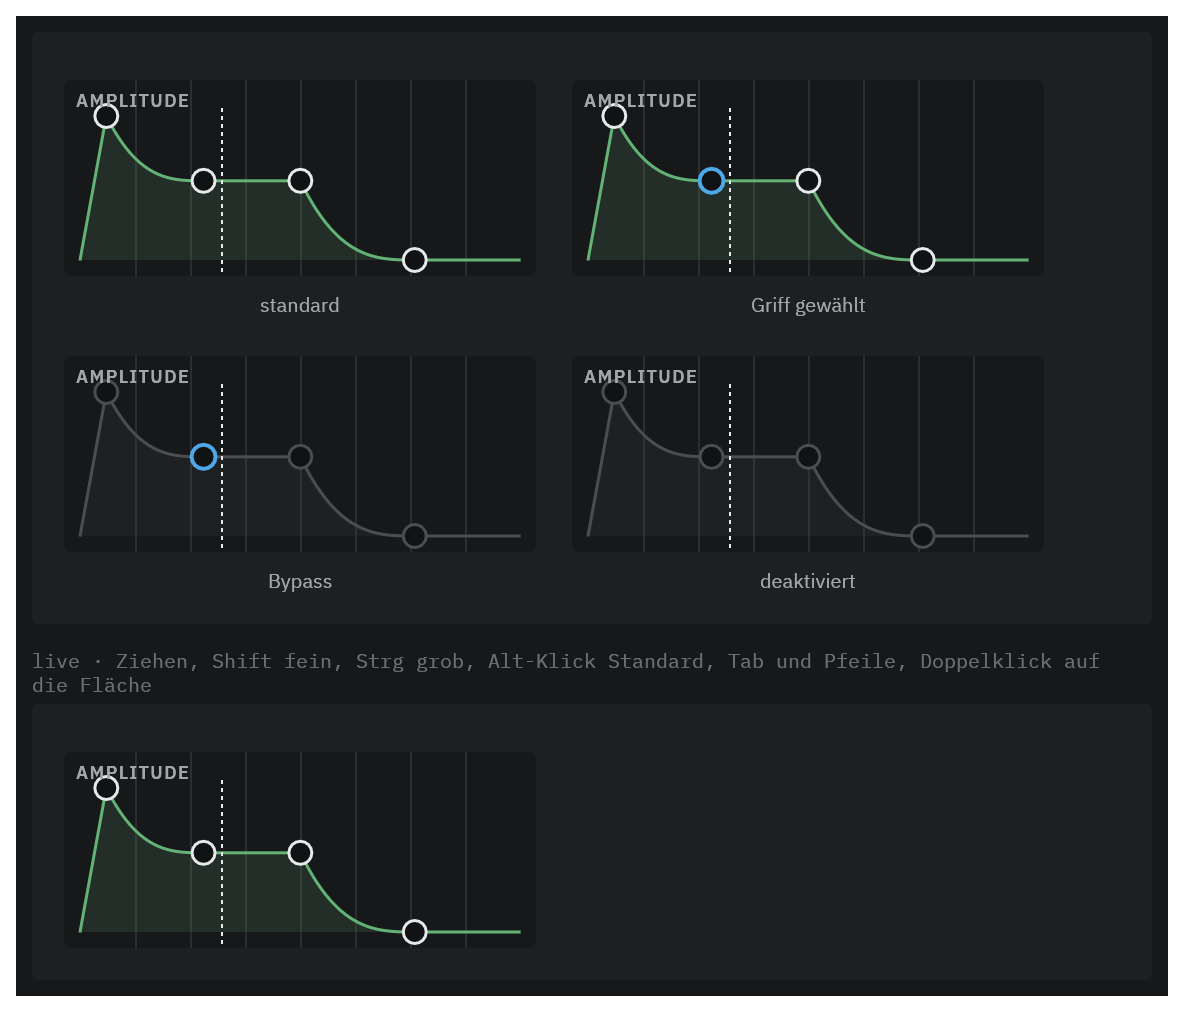 AMPLITUDE
AMPLITUDE
standard
Griff gewählt
AMPLITUDE
AMPLITUDE
Bypass
deaktiviert
live · Ziehen, Shift fein, Strg grob, Alt-Klick Standard, Tab und Pfeile, Doppelklick auf
die Fläche
AMPLITUDE